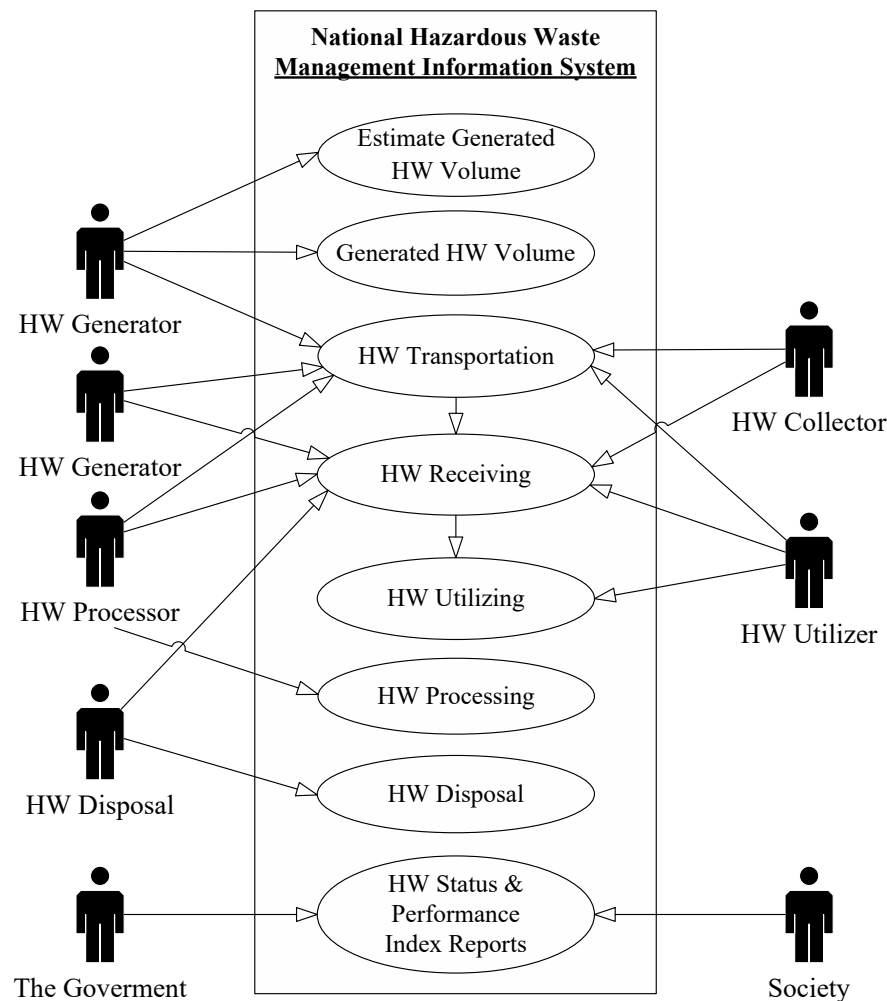 National Hazardous Waste
Management Information System
Estimate Generated
HW Volume
Generated HW Volume
HW Generator
HW Transportation
HW Collector
HW Generator
HW Receiving
HW Processor
HW Utilizing
HW Utilizer
HW Processing
HW Disposal
HW Disposal
HW Status &
Performance
Index Reports
The Goverment
Society